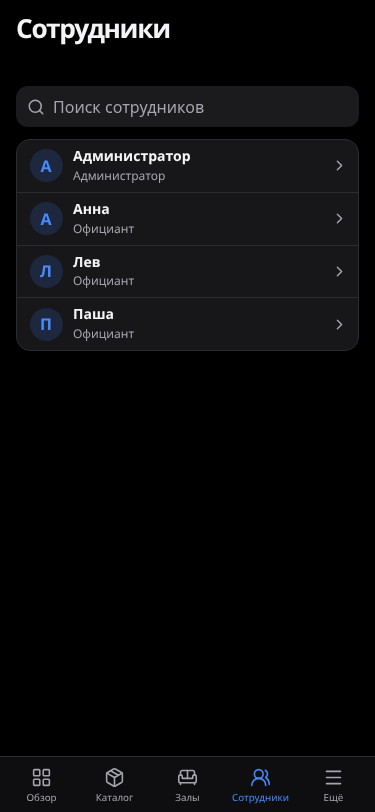 Сотрудники
Поиск сотрудников
А
Администратор
Администратор
А
Анна
Официант
Л
Лев
Официант
П
Паша
Официант
Обзор
Каталог
Залы
Сотрудники
Ещё